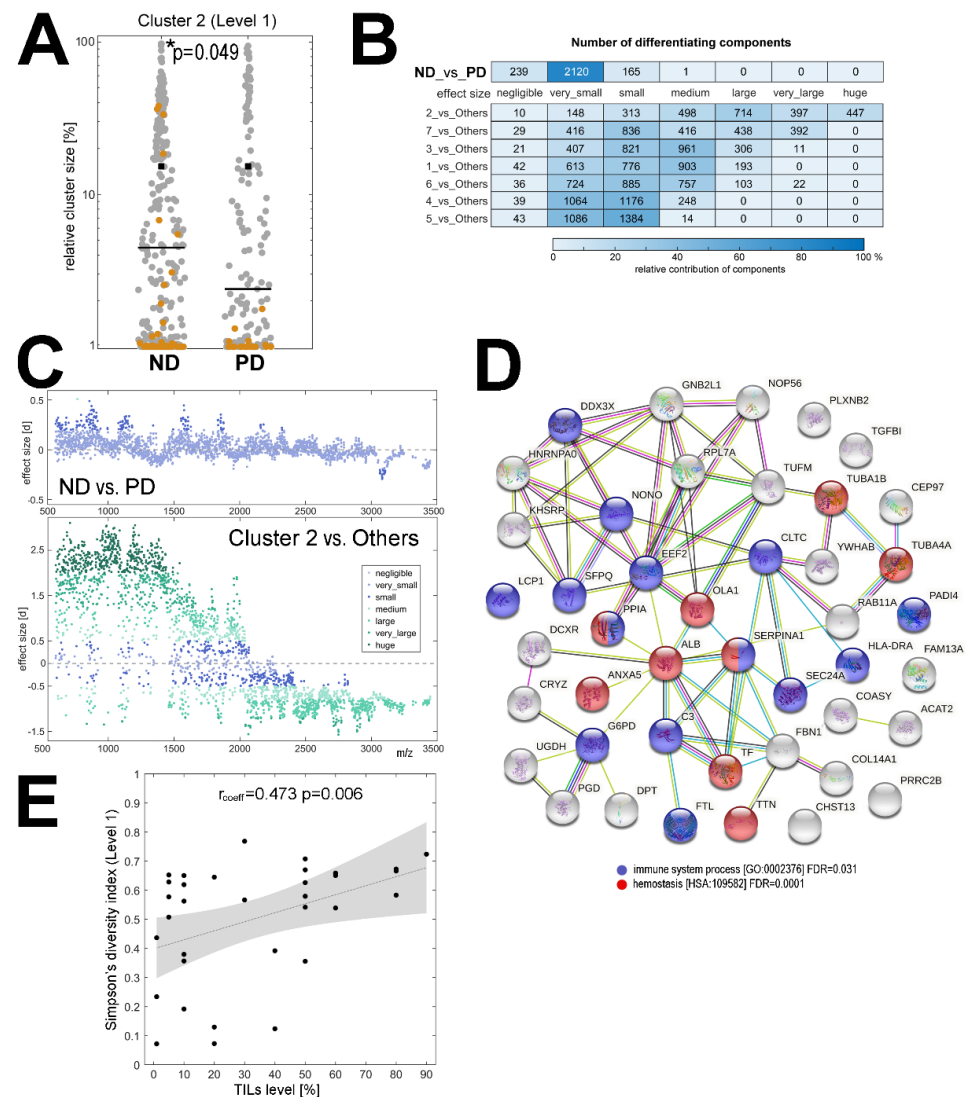 A
Cluster 2 (Level 1)
*
p=0.049
relative cluster size [%]
100
10
1
ND
PD
B
Number of differentiating components
ND_vs_PD 239 2120 165 1 0 0 0
effect size negligible very_small small medium large very_large huge
2_vs_Others 10 148 313 498 714 397 447
7_vs_Others 29 416 836 416 438 392 0
3_vs_Others 21 407 821 961 306 11 0
1_vs_Others 42 613 776 903 193 0 0
6_vs_Others 36 724 885 757 103 22 0
4_vs_Others 39 1064 1176 248 0 0 0
5_vs_Others 43 1086 1384 14 0 0 0
0 20 40 60 80 100 %
relative contribution of components
C
effect size [d]
0.5
0
-0.5
ND vs. PD
500 1000 1500 2000 2500 3000 3500
Cluster 2 vs. Others
effect size [d]
2.5
2.0
1.5
1.0
0.5
0
-0.5
-1.0
-1.5
negligible
very_small
small
medium
large
very_large
huge
500 1000 1500 2000 2500 3000 m/z 3500
D
GNB2L1
NOP56
DDX3X
PLXNB2
TGFBI
HNRNPA0
RPL7A
TUFM
TUBA1B
CEP97
KHSRP
NONO
CLTC
YWHAB
TUBA4A
EEF2
LCP1
SFPQ
OLA1
RAB11A
PADI4
PPIA
DCXR
ALB
SERPINA1
HLA-DRA
FAM13A
CRYZ
ANXA5
SEC24A
COASY
ACAT2
G6PD
C3
FBN1
UGDH
TF
COL14A1
PGD
DPT
FTL
TTN
CHST13
PRRC2B
immune system process [GO:0002376] FDR=0.031
hemostasis [HSA:109582] FDR=0.0001
E
rcoeff=0.473 p=0.006
Simpson's diversity index (Level 1)
1
0.9
0.8
0.7
0.6
0.5
0.4
0.3
0.2
0.1
0
0 10 20 30 40 50 60 70 80 90
TILs level [%]